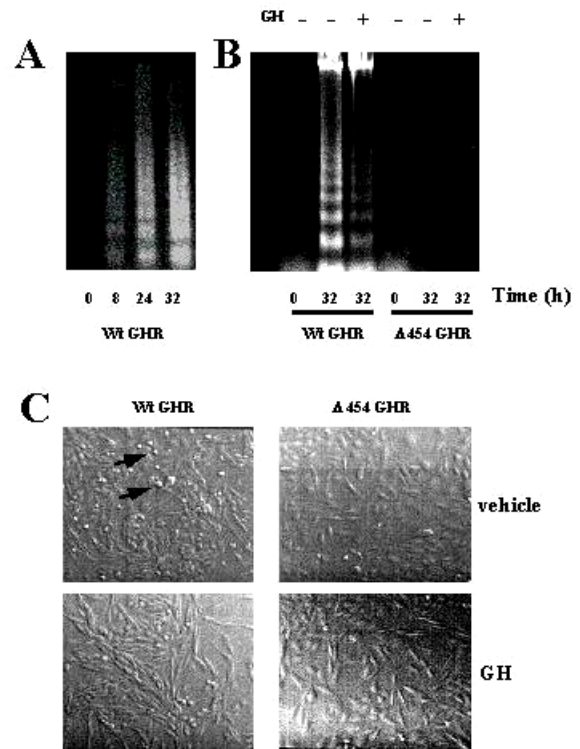 GH - - + - - +
A B
0 8 24 32
Wt GHR
0 32 32 0 32 32 Time (h)
Wt GHR Δ454 GHR
C
Wt GHR Δ454 GHR
vehicle
GH